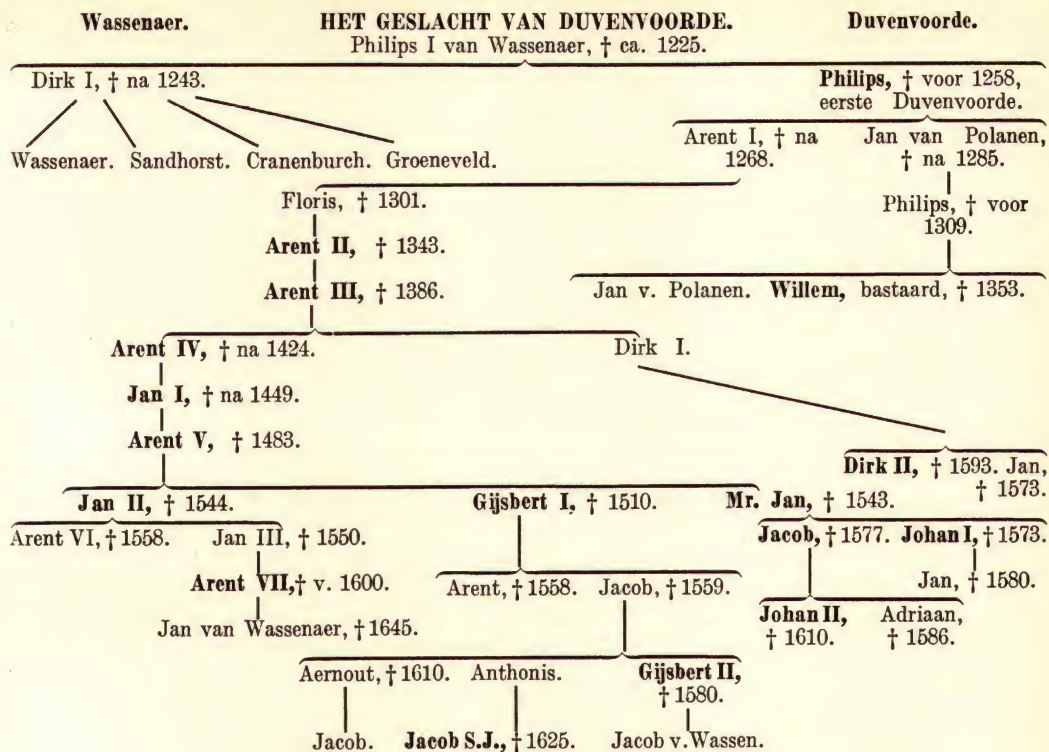 Wassenaer. HET GESLACHT VAN DUVENVOORDE. Duvenvoorde.
Philips I van Wassenaer, † ca. 1225.
Dirk I, † na 1243. Philips, † voor 1258,
eerste Duvenvoorde.
Arent I, † na Jan van Polanen,
Wassenaer. Sandhorst. Cranenburch. Groeneveld. 1268. † na 1285.
Floris, † 1301. Philips, † voor
1309.
Arent II, † 1343.
Arent III, † 1386. Jan v. Polanen. Willem, bastaard, † 1353.
Arent IV, † na 1424. Dirk I.
Jan I, † na 1449.
Arent V, † 1483.
Dirk II, † 1593. Jan,
† 1573.
Jan II, † 1544. Gijsbert I, † 1510. Mr. Jan, † 1543.
Arent VI, † 1558. Jan III, † 1550. Jacob, † 1577. Johan I, † 1573.
Arent VII, † v. 1600. Arent, † 1558. Jacob, † 1559. Jan, † 1580.
Jan van Wassenaer, † 1645. Johan II, Adriaan,
† 1610. † 1586.
Aernout, † 1610. Anthonis. Gijsbert II,
† 1580.
Jacob. Jacob S.J., † 1625. Jacob v. Wassen.